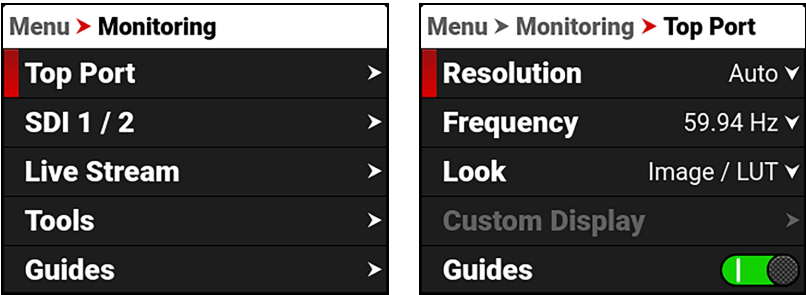 Menu ➤ Monitoring
Top Port ➤
SDI 1 / 2 ➤
Live Stream ➤
Tools ➤
Guides ➤
Menu ➤ Monitoring ➤ Top Port
Resolution Auto
Frequency 59.94 Hz
Look Image / LUT
Custom Display ➤
Guides